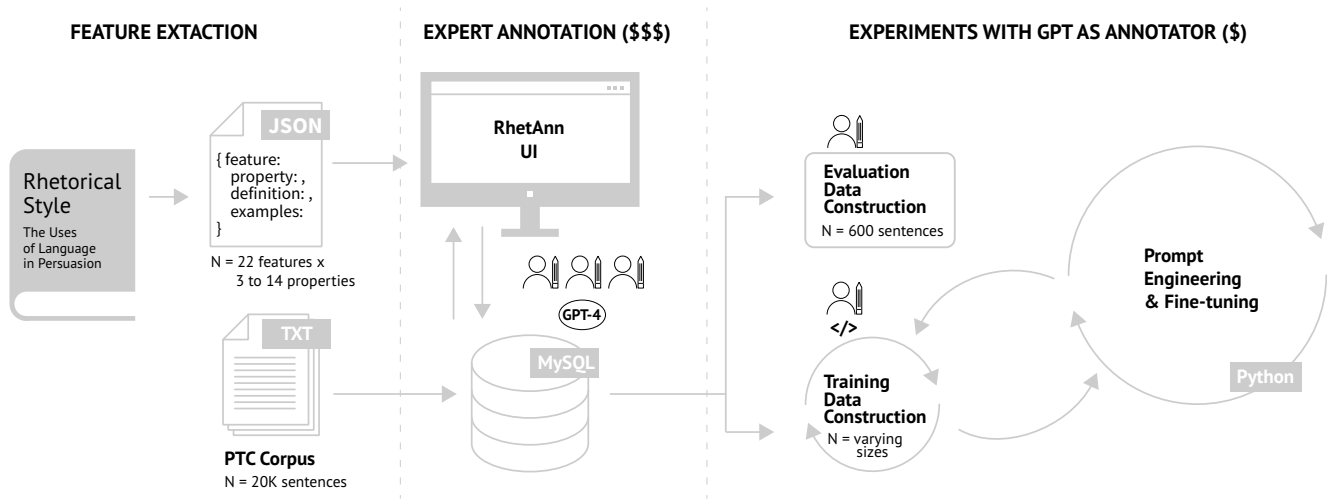 FEATURE EXTACTION
Rhetorical
Style
The Uses
of Language
in Persuasion
JSON
{ feature:
property: ,
definition: ,
examples:
}
N = 22 features x
3 to 14 properties
TXT
PTC Corpus
N = 20K sentences
EXPERT ANNOTATION ($$$)
RhetAnn
UI
GPT-4
MySQL
EXPERIMENTS WITH GPT AS ANNOTATOR ($)
Evaluation
Data
Construction
N = 600 sentences
</>
Training
Data
Construction
N = varying
sizes
Prompt
Engineering
& Fine-tuning
Python